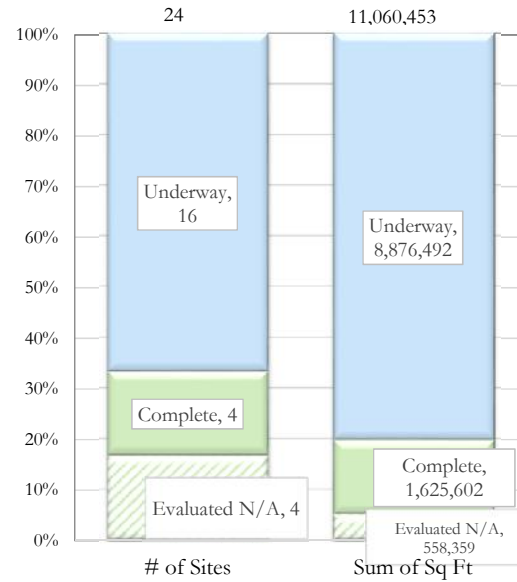 24
11,060,453
100%
90%
80%
70%
60%
50%
40%
30%
20%
10%
0%
Underway,
16
Complete, 4
Evaluated N/A, 4
Underway,
8,876,492
Complete,
1,625,602
Evaluated N/A,
558,359
# of Sites
Sum of Sq Ft